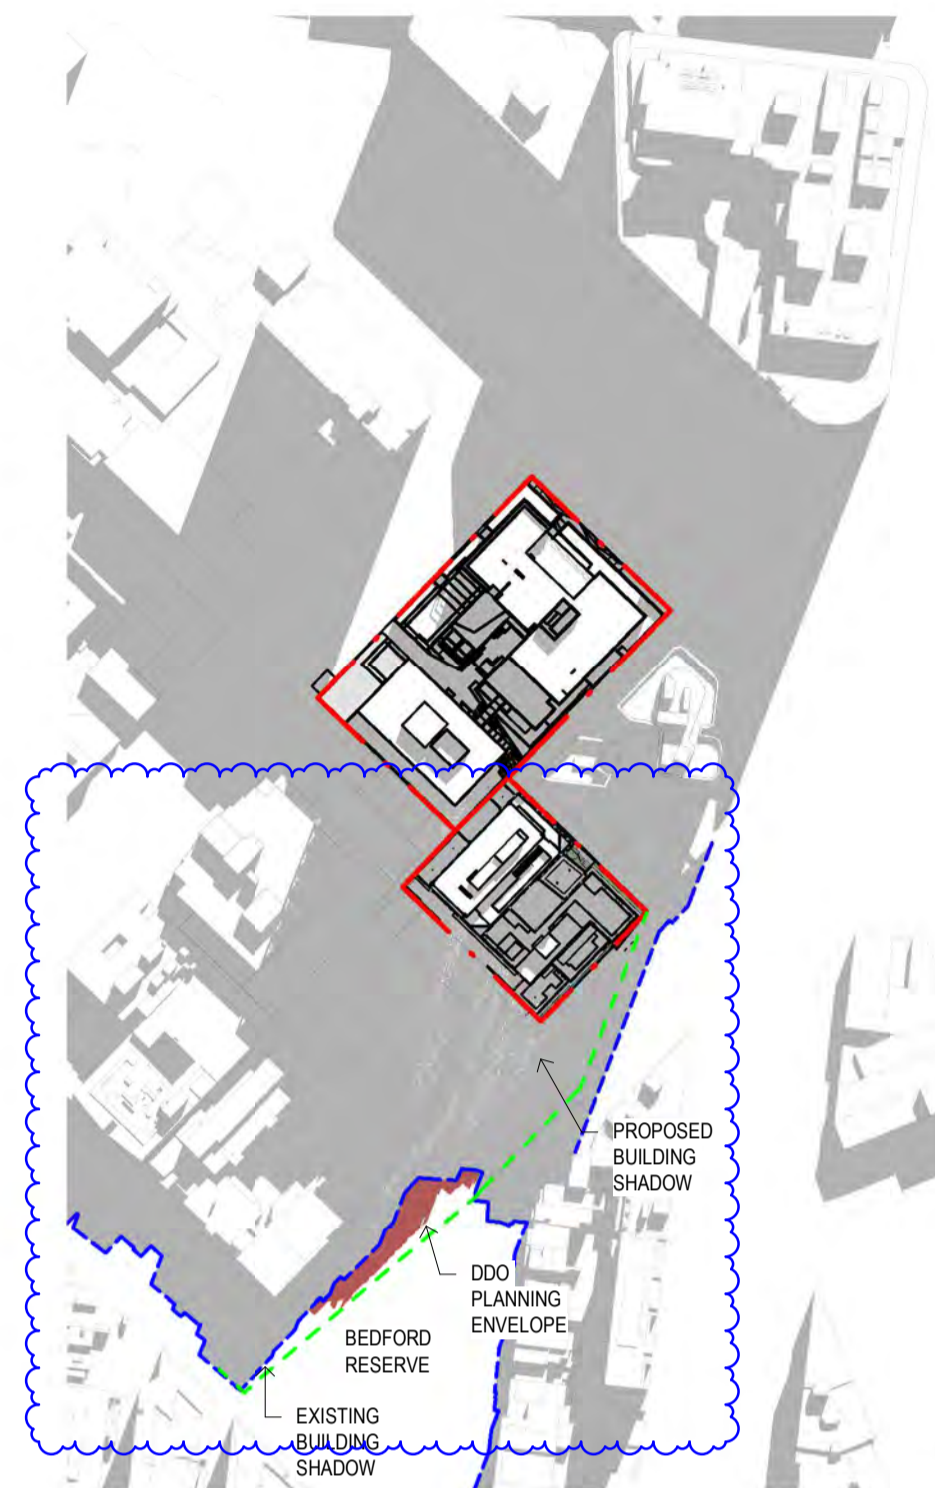 PROPOSED
BUILDING
SHADOW
DDO
PLANNING
ENVELOPE
BEDFORD
RESERVE
EXISTING
BUILDING
SHADOW